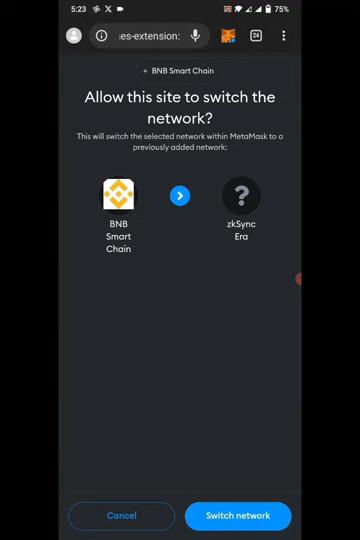 5:23
75%
:es-extension:
24
BNB Smart Chain
Allow this site to switch the
network?
This will switch the selected network within MetaMask to a
previously added network:
?
BNB
Smart
Chain
zkSync
Era
Cancel
Switch network